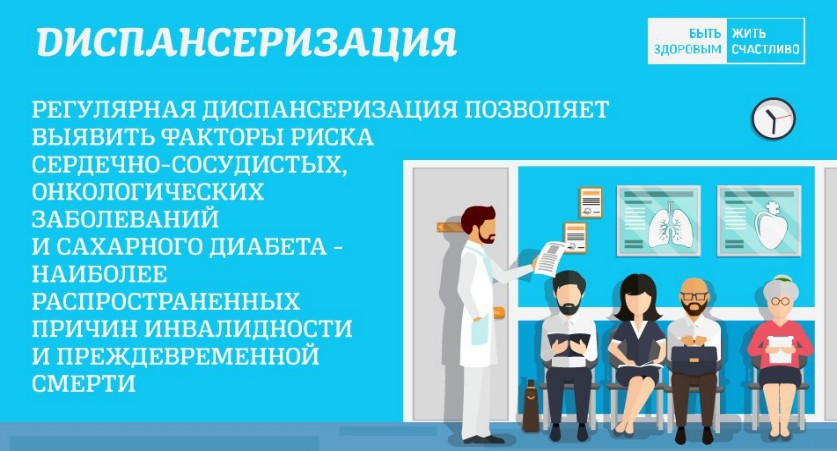 ДИСПАНСЕРИЗАЦИЯ
БЫТЬ ЗДОРОВЫМ
ЖИТЬ СЧАСТЛИВО
РЕГУЛЯРНАЯ ДИСПАНСЕРИЗАЦИЯ ПОЗВОЛЯЕТ
ВЫЯВИТЬ ФАКТОРЫ РИСКА
СЕРДЕЧНО-СОСУДИСТЫХ,
ОНКОЛОГИЧЕСКИХ
ЗАБОЛЕВАНИЙ
И САХАРНОГО ДИАБЕТА -
НАИБОЛЕЕ
РАСПРОСТРАНЕННЫХ
ПРИЧИН ИНВАЛИДНОСТИ
И ПРЕЖДЕВРЕМЕННОЙ
СМЕРТИ